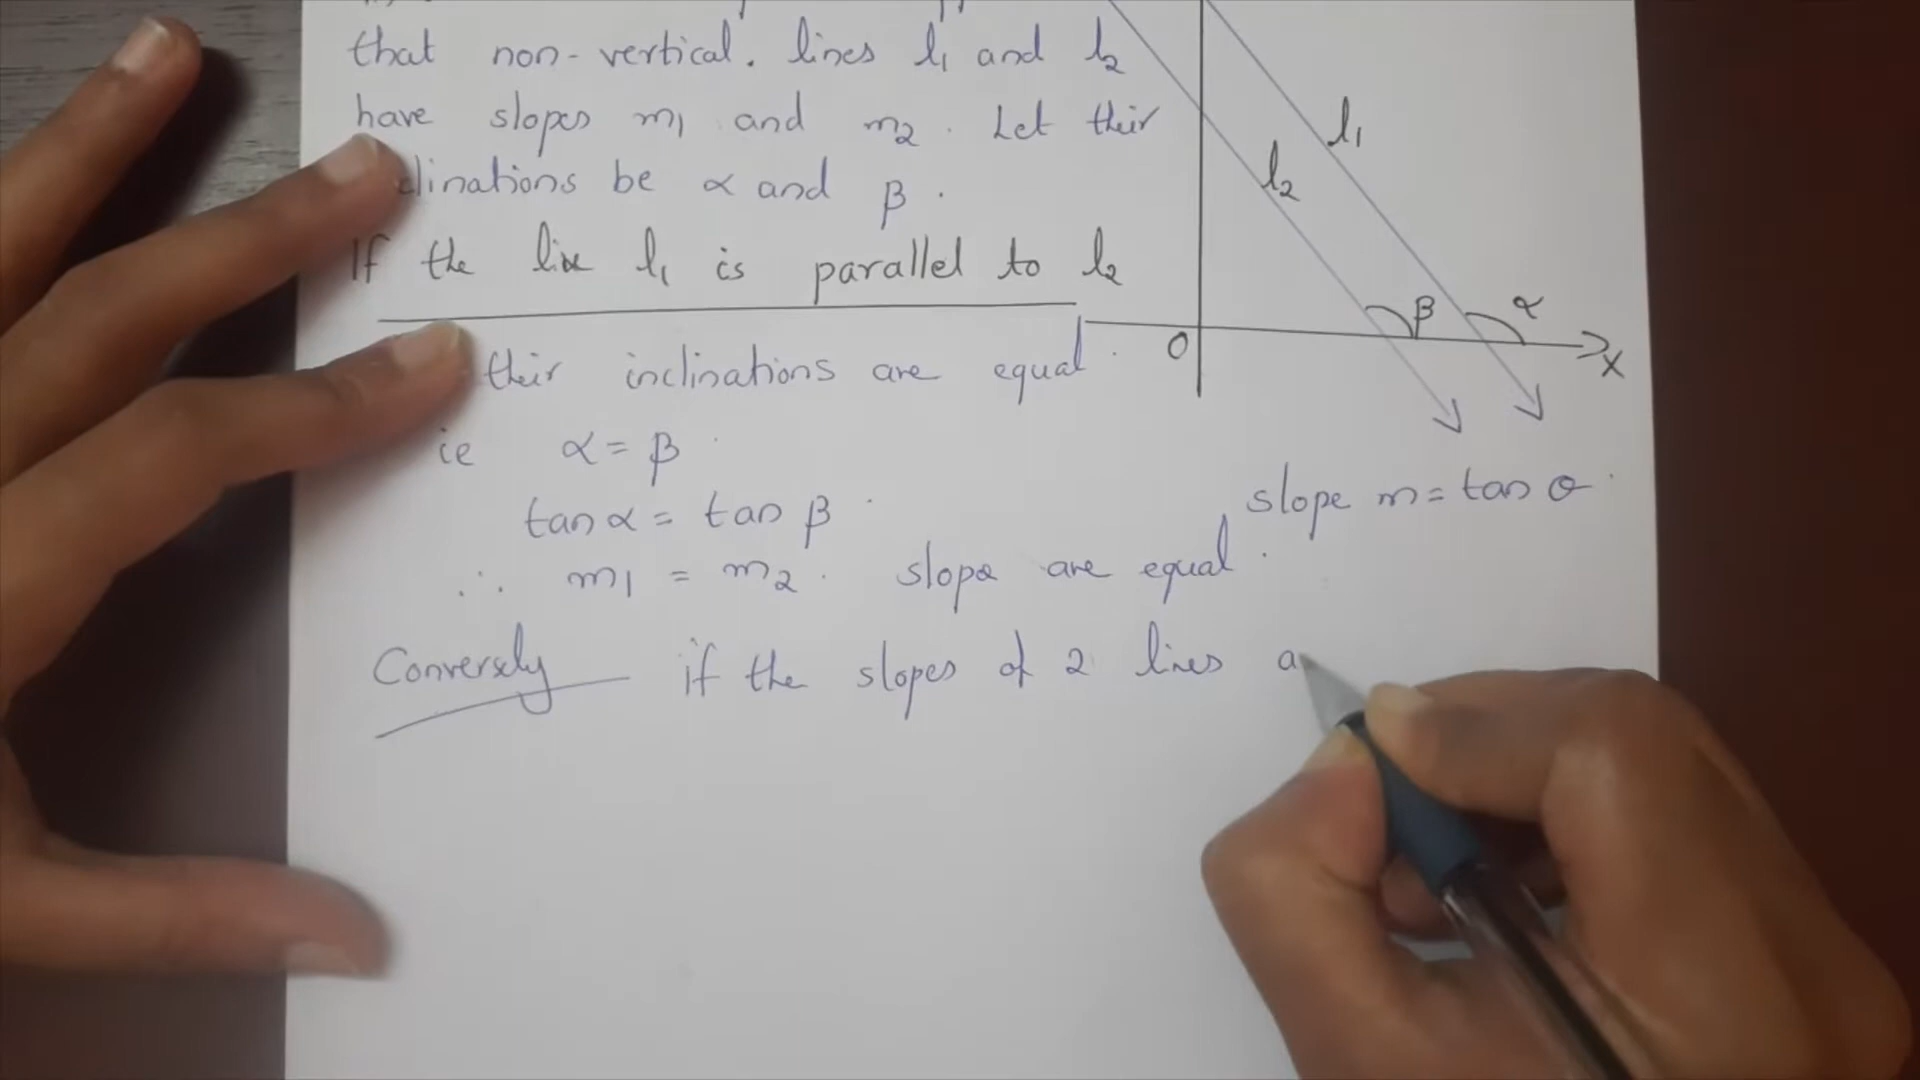 that non-vertical. lines l1 and l2
have slopes m1 and m2. Let their
clinations be α and β.
If the line l1 is parallel to l2
their inclinations are equal.
ie α = β.
tan α = tan β.
∴ m1 = m2. slope are equal.
Conversely if the slopes of 2 lines a
l1
l2
β
α
O
X
slope m = tan θ.